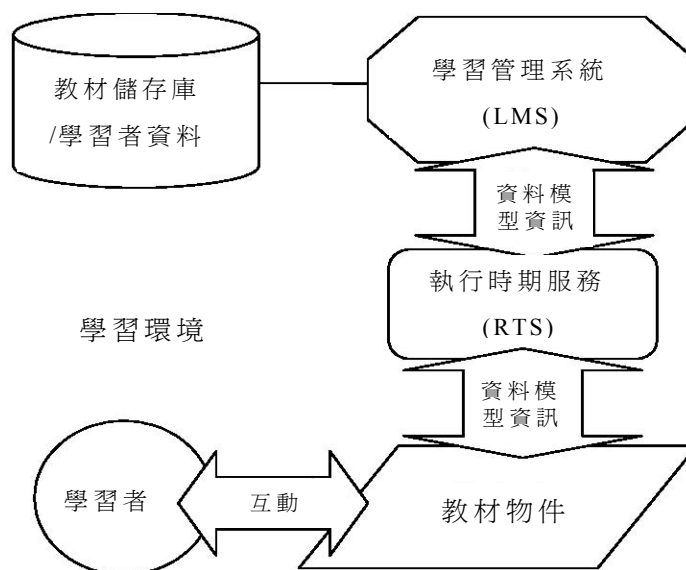 教材儲存庫
/學習者資料
學習管理系統
(LMS)
資料模
型資訊
執行時期服務
(RTS)
學習環境
資料模
型資訊
學習者
互動
教材物件